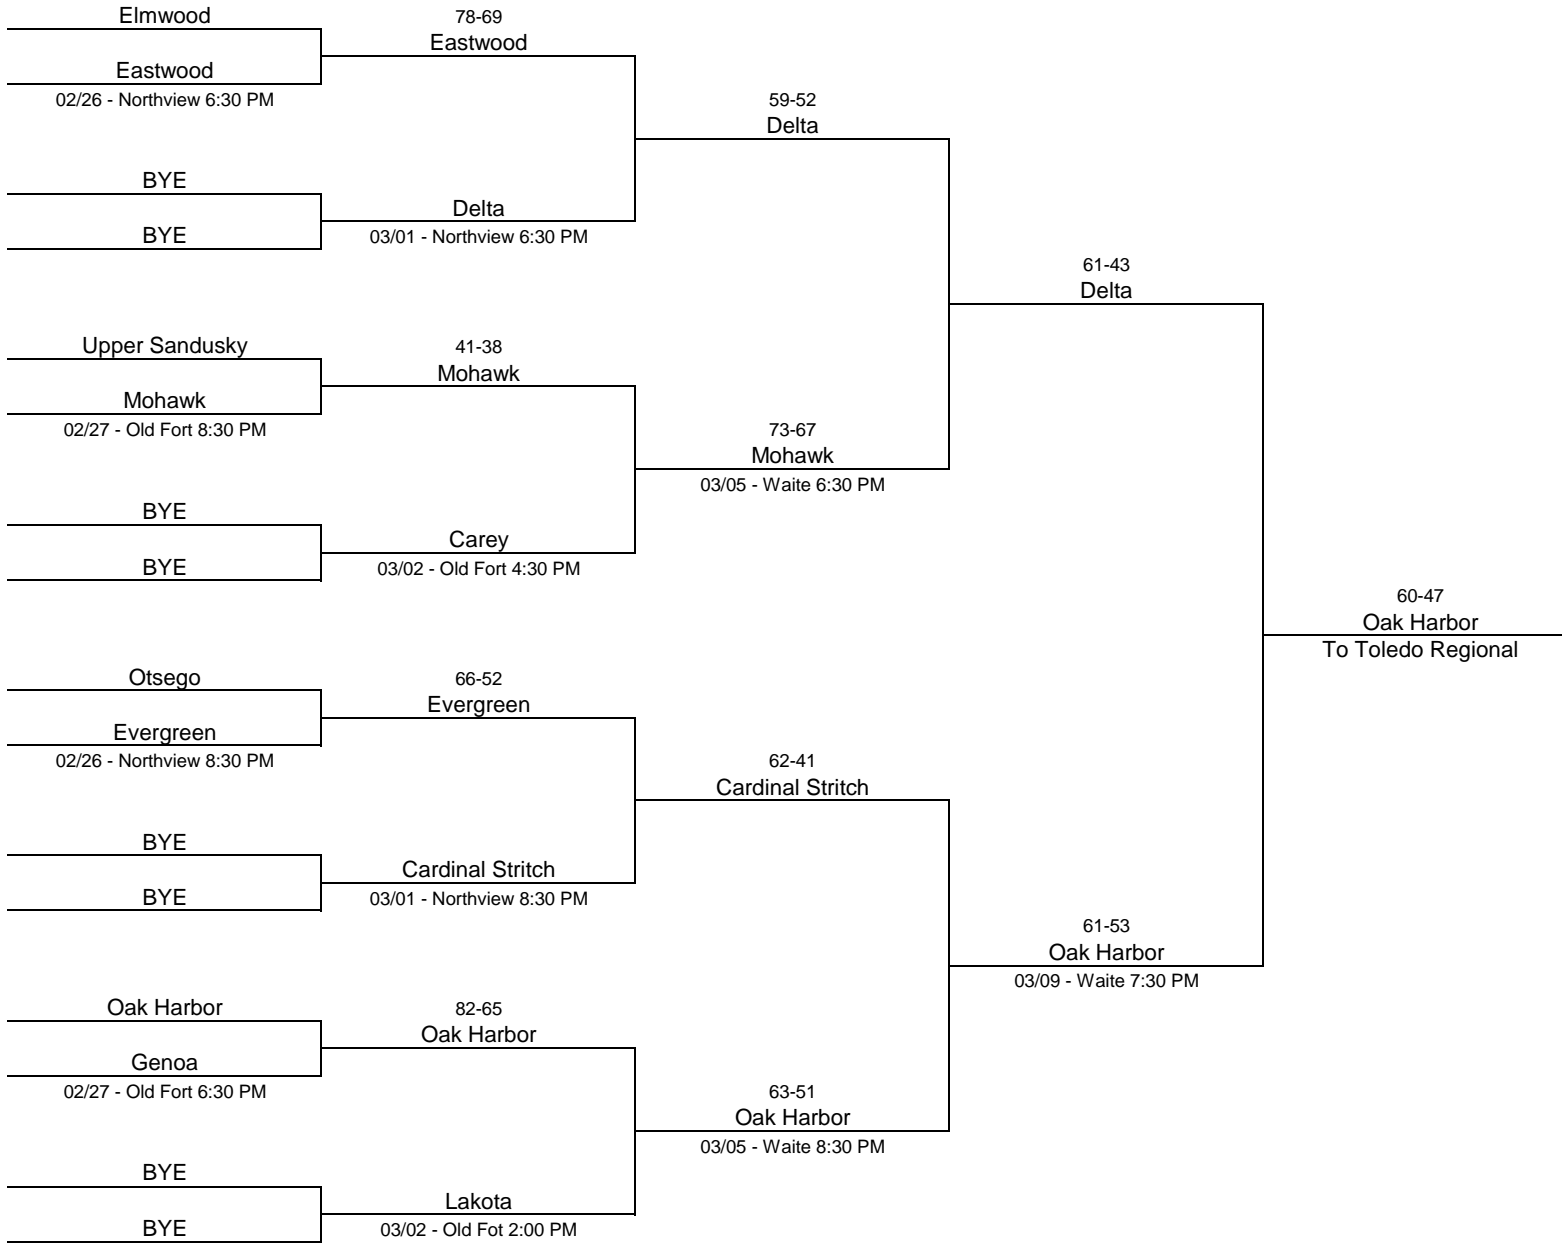 Elmwood
Eastwood
02/26 - Northview 6:30 PM
BYE
BYE
Upper Sandusky
Mohawk
02/27 - Old Fort 8:30 PM
BYE
BYE
Otsego
Evergreen
02/26 - Northview 8:30 PM
BYE
BYE
Oak Harbor
Genoa
02/27 - Old Fort 6:30 PM
BYE
BYE
78-69
Eastwood
Delta
03/01 - Northview 6:30 PM
41-38
Mohawk
Carey
03/02 - Old Fort 4:30 PM
66-52
Evergreen
Cardinal Stritch
03/01 - Northview 8:30 PM
82-65
Oak Harbor
Lakota
03/02 - Old Fot 2:00 PM
59-52
Delta
73-67
Mohawk
03/05 - Waite 6:30 PM
62-41
Cardinal Stritch
63-51
Oak Harbor
03/05 - Waite 8:30 PM
61-43
Delta
61-53
Oak Harbor
03/09 - Waite 7:30 PM
60-47
Oak Harbor
To Toledo Regional